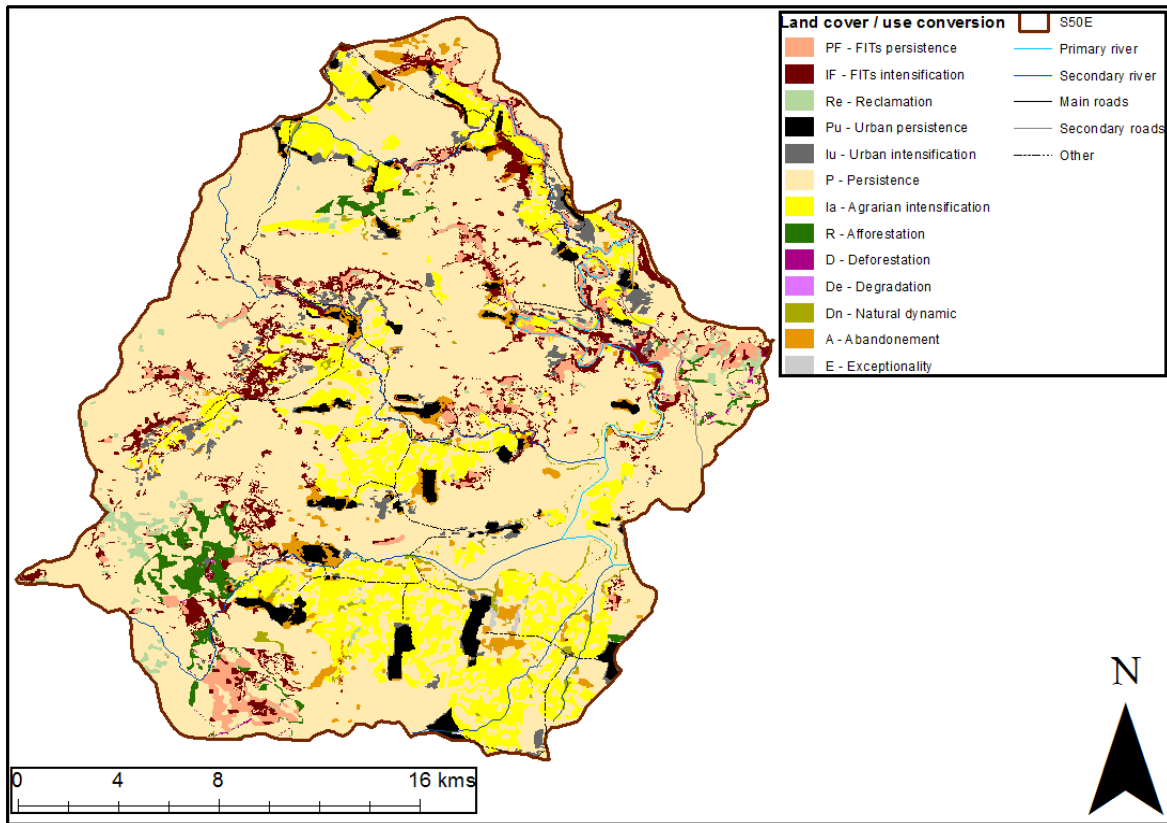 Land cover / use conversion
PF - FITs persistence
IF - FITs intensification
Re - Reclamation
Pu - Urban persistence
Iu - Urban intensification
P - Persistence
Ia - Agrarian intensification
R - Afforestation
D - Deforestation
De - Degradation
Dn - Natural dynamic
A - Abandonement
E - Exceptionality
S50E
Primary river
Secondary river
Main roads
Secondary roads
Other
N
0 4 8 16 kms